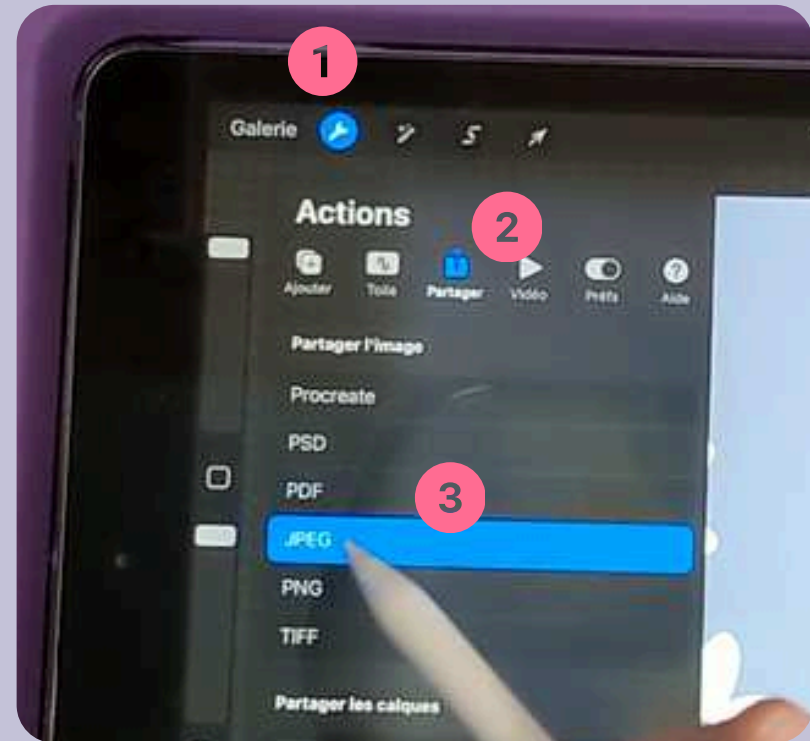 1
Galerie
Actions
2
Ajouter Toile Partager Vidéo Préfs Aide
Partager l'image
Procreate
PSD
PDF
3
JPEG
PNG
TIFF
Partager les calques